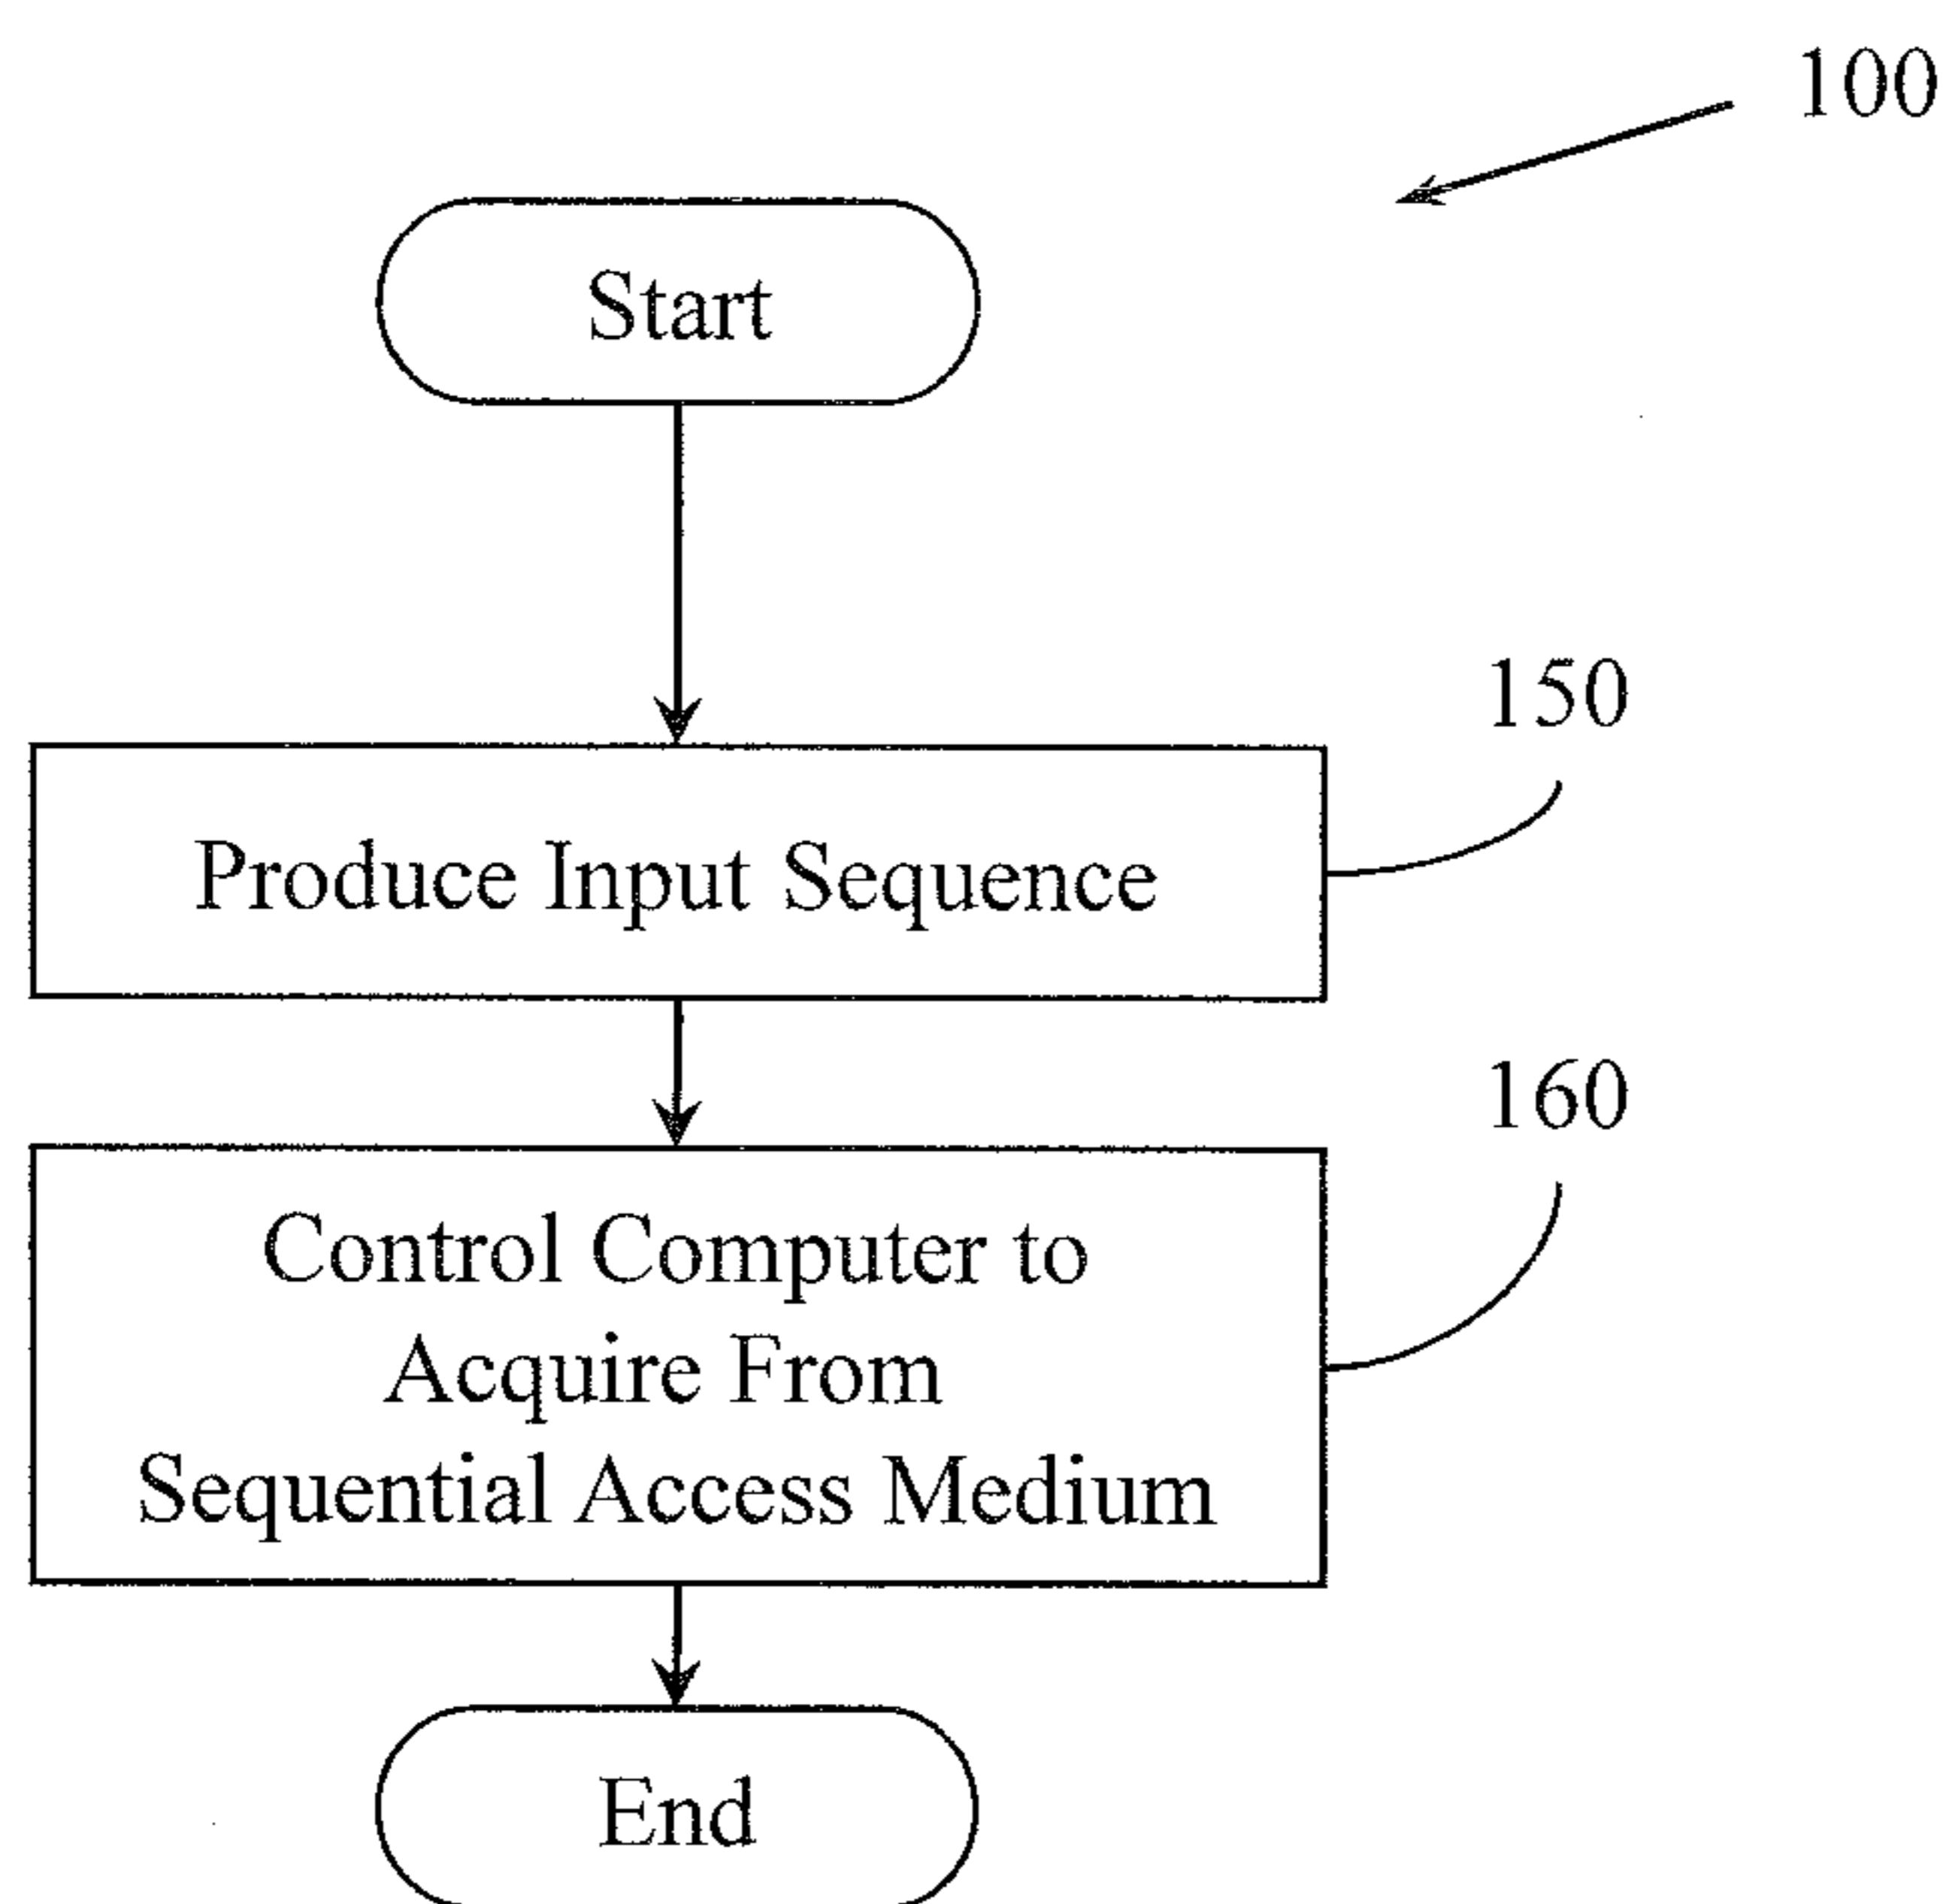 100
Start
150
Produce Input Sequence
160
Control Computer to
Acquire From
Sequential Access Medium
End